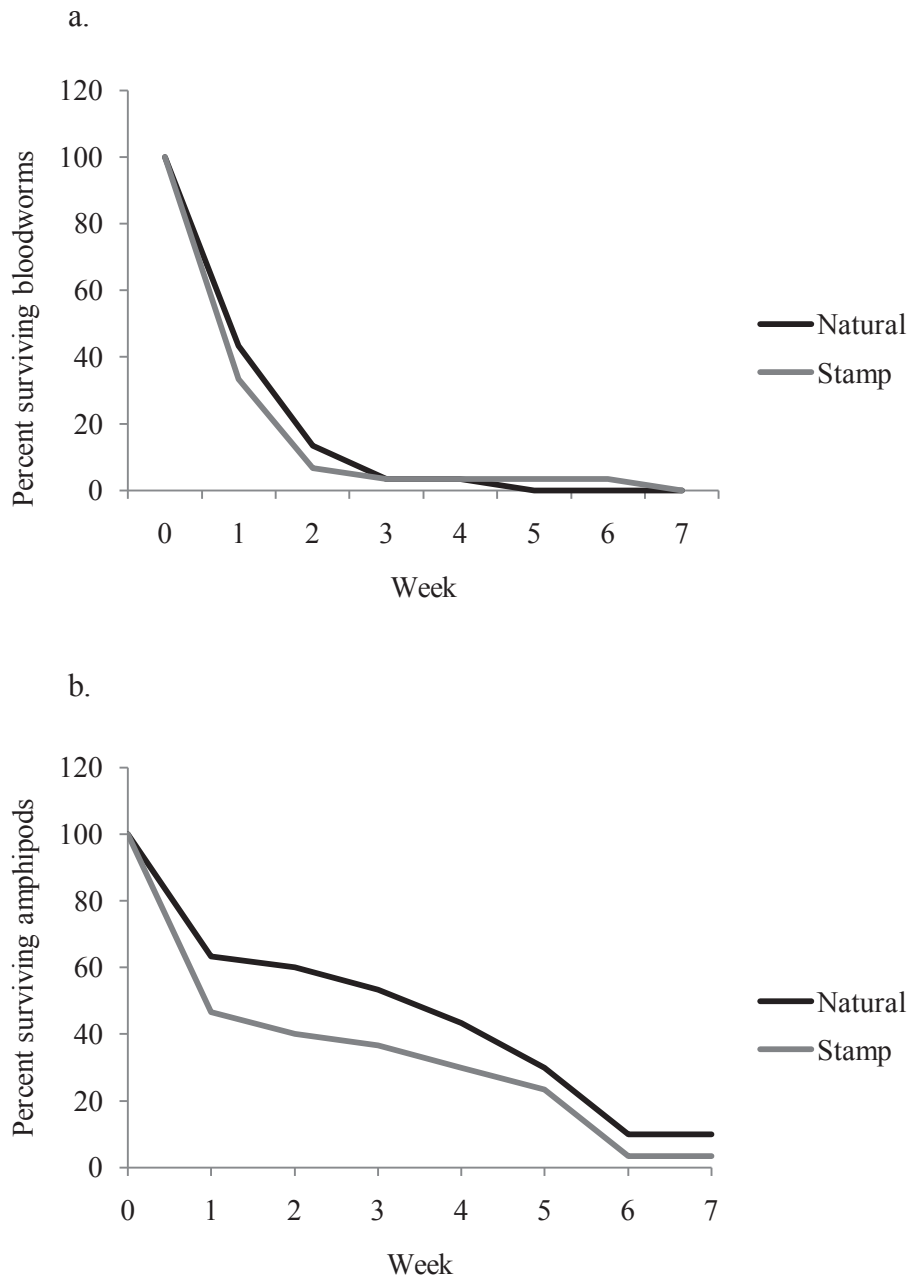 a.
120
100
80
60
40
20
0
0 1 2 3 4 5 6 7
Week
Percent surviving bloodworms
Natural
Stamp
b.
120
100
80
60
40
20
0
0 1 2 3 4 5 6 7
Week
Percent surviving amphipods
Natural
Stamp